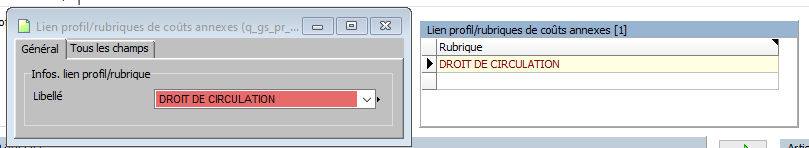 Lien profil/rubriques de coûts annexes (q_gs_pr_...
Général
Tous les champs
Infos. lien profil/rubrique
Libellé
DROIT DE CIRCULATION
Lien profil/rubriques de coûts annexes [1]
Rubrique
DROIT DE CIRCULATION